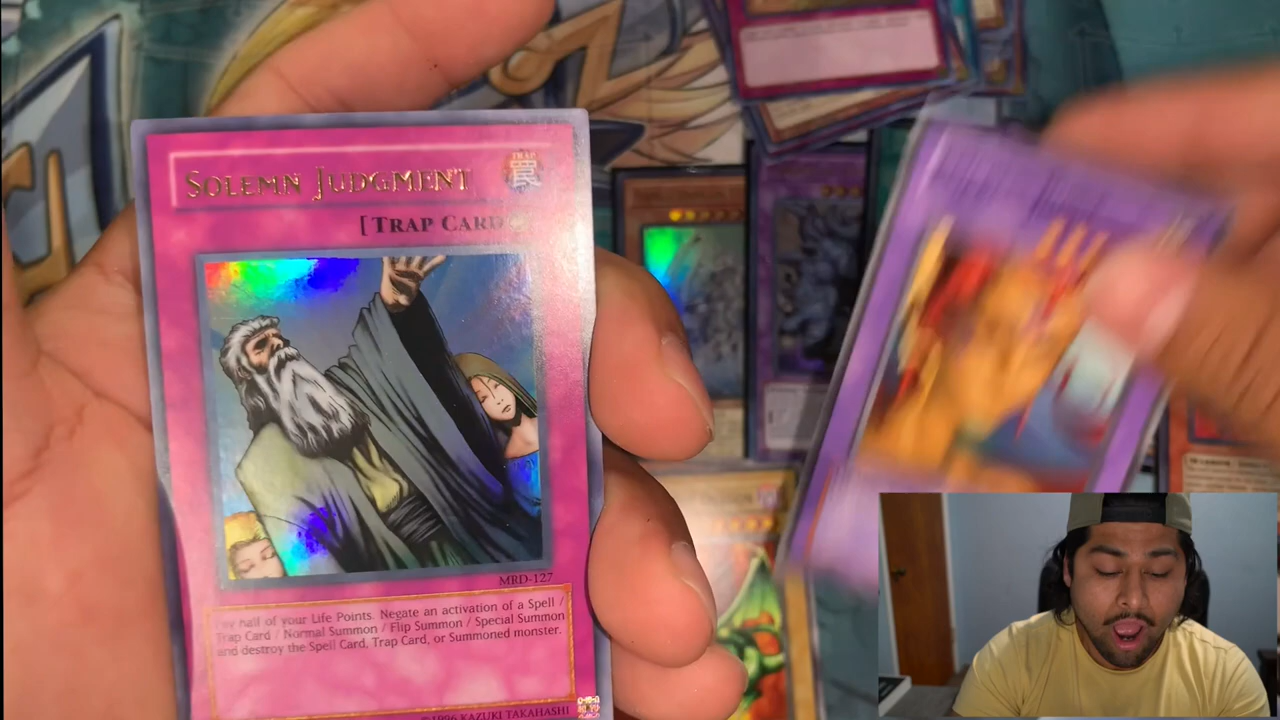 SOLEMN JUDGMENT
TRAP
罠
[TRAP CARD
MRD-127
half of your Life Points. Negate an activation of a Spell /
Trap Card / Normal Summon / Flip Summon / Special Summon
and destroy the Spell Card, Trap Card, or Summoned monster.
©1996 KAZUKI TAKAHASHI